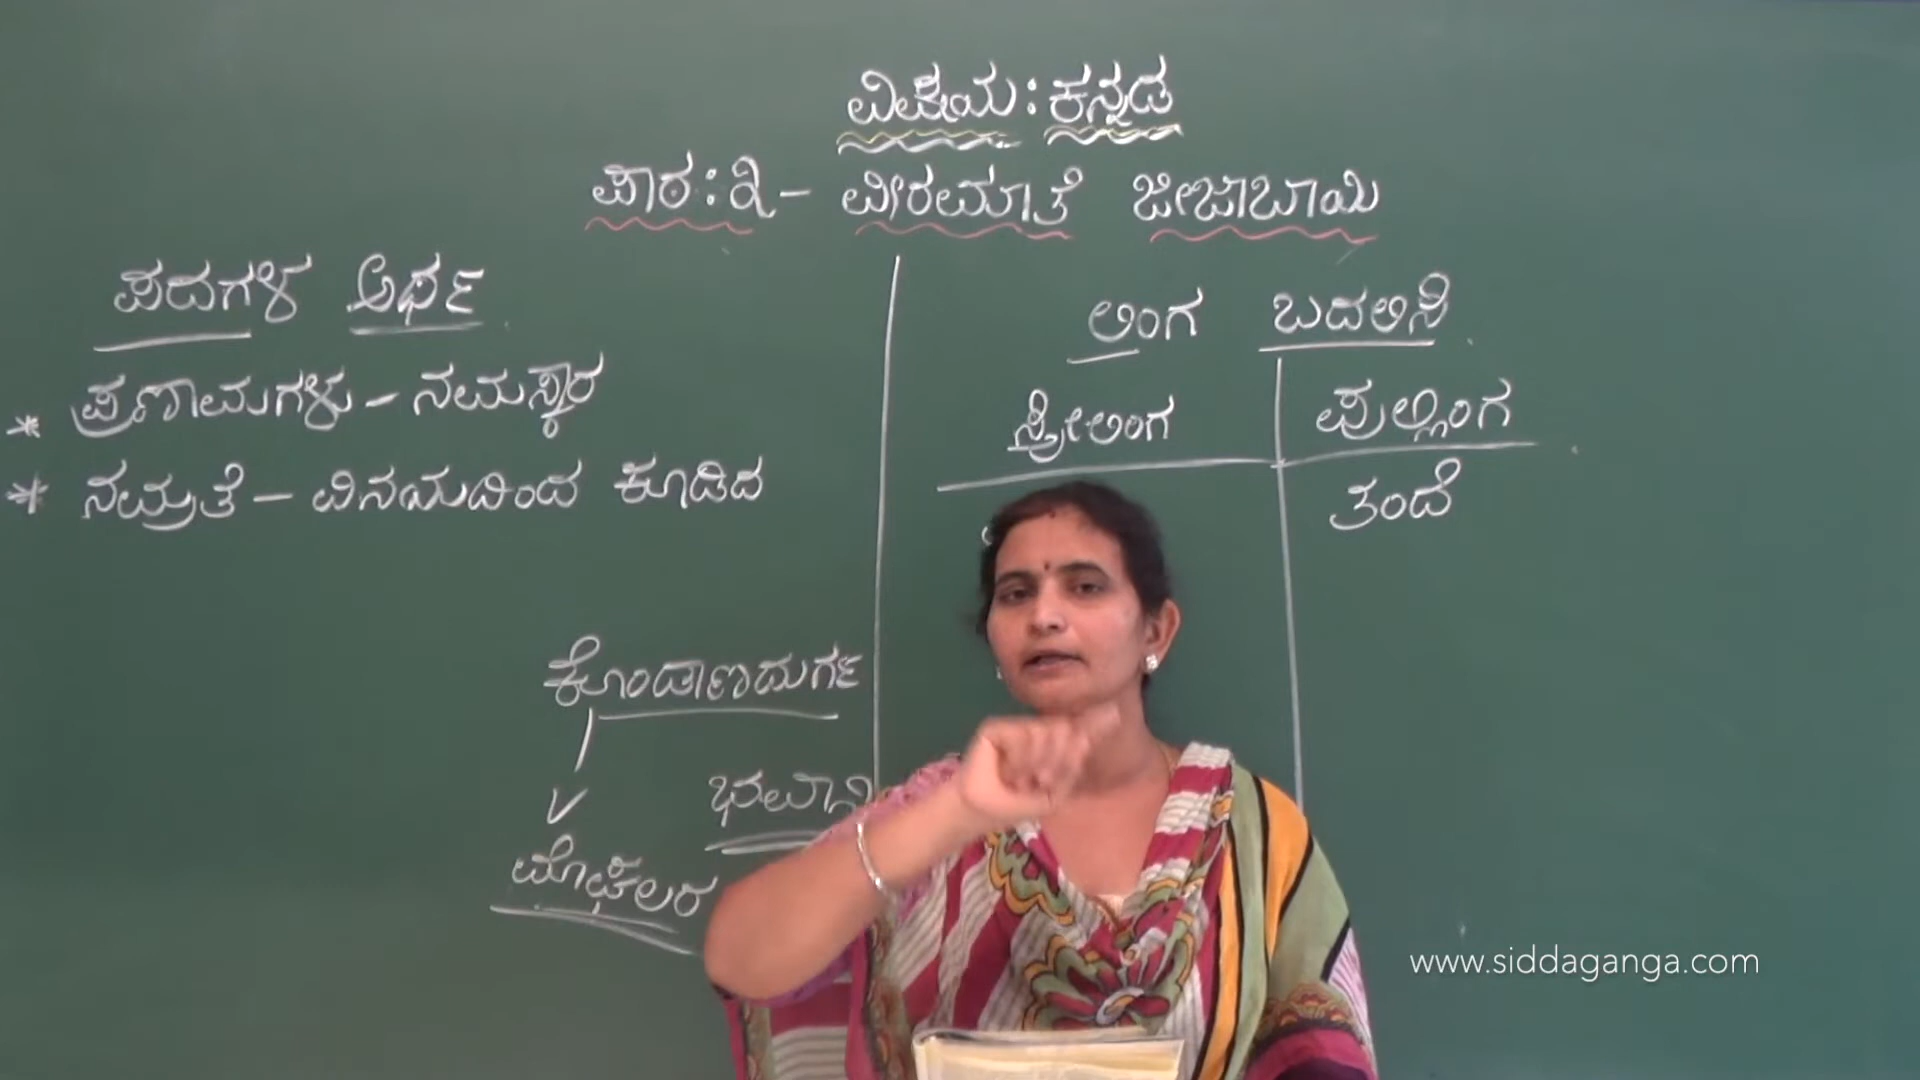 ವಿಷಯ : ಕನ್ನಡ
ಪಾಠ : ೩ – ವೀರಮಾತೆ ಜೀಜಾಬಾಯಿ
ಪದಗಳ ಅರ್ಥ
* ಪ್ರಣಾಮಗಳು – ನಮಸ್ಕಾರ
* ನಮ್ರತೆ – ವಿನಯದಿಂದ ಕೂಡಿದ
ಕೊಂಡಾಣದುರ್ಗ
ಭವಾನಿ
ಮೊಘಲರ
ಲಿಂಗ ಬದಲಿಸಿ
ಸ್ತ್ರೀಲಿಂಗ ಪುಲ್ಲಿಂಗ
ತಂದೆ
www.siddaganga.com